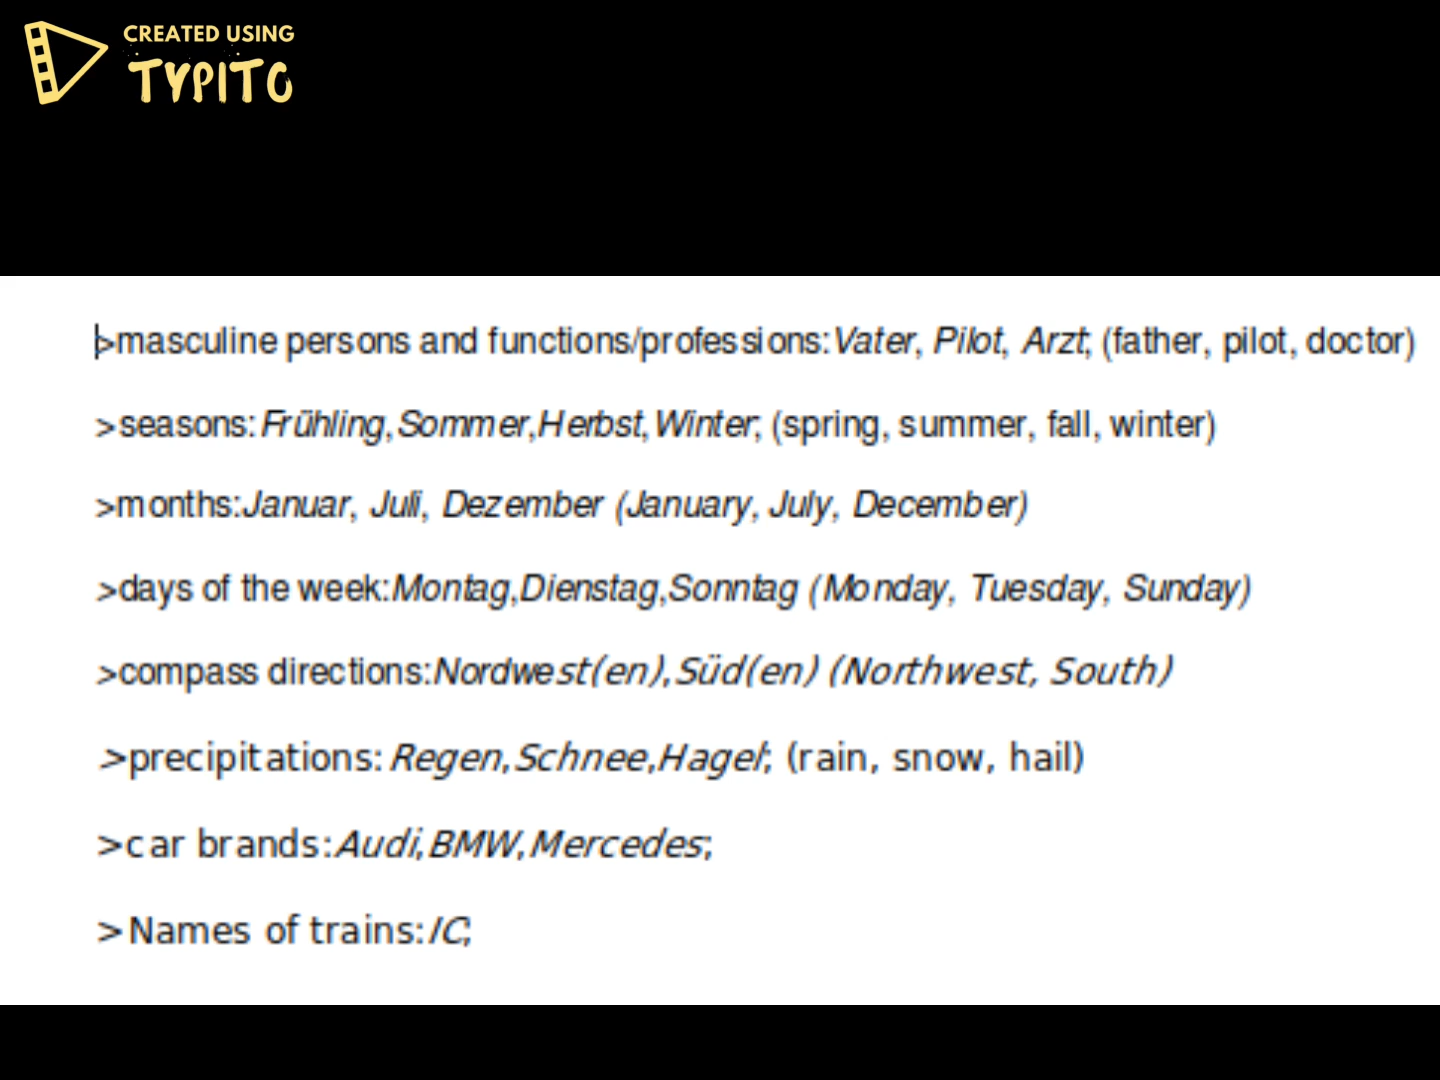 CREATED USING
TYPITO
>masculine persons and functions/professions:Vater, Pilot, Arzt; (father, pilot, doctor)
>seasons:Frühling,Sommer,Herbst,Winter; (spring, summer, fall, winter)
>months:Januar, Juli, Dezember (January, July, December)
>days of the week:Montag,Dienstag,Sonntag (Monday, Tuesday, Sunday)
>compass directions:Nordwest(en),Süd(en) (Northwest, South)
>precipitations: Regen,Schnee,Hagel; (rain, snow, hail)
>car brands:Audi,BMW,Mercedes;
>Names of trains:IC;